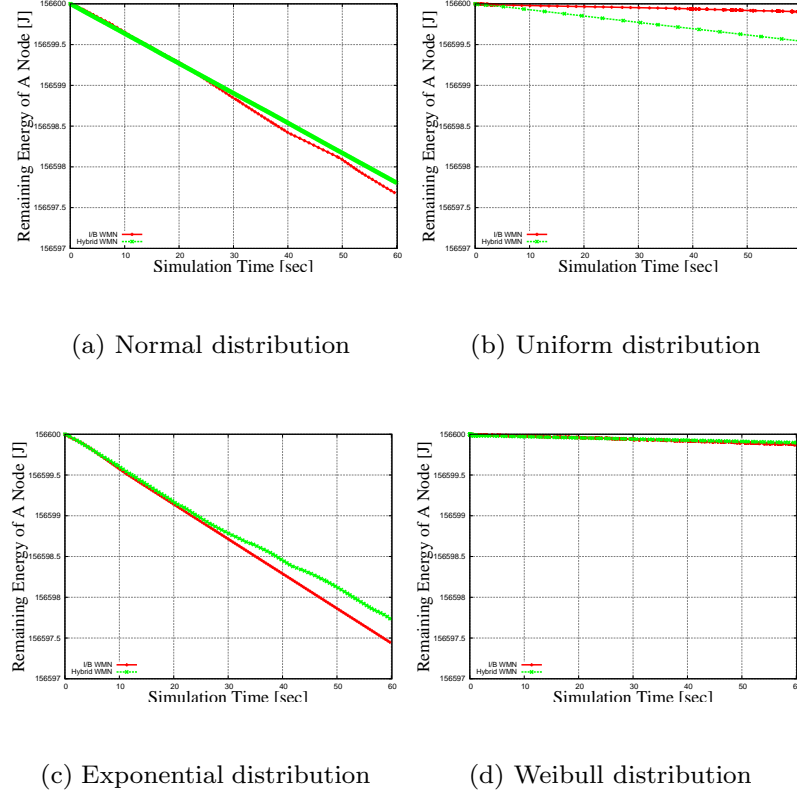 156600
156599.5
156599
156598.5
156598
156597.5
156597
0 10 20 30 40 50 60
Remaining Energy of A Node [J]
Simulation Time [sec]
I/B WMN
Hybrid WMN
(a) Normal distribution
156600
156599.5
156599
156598.5
156598
156597.5
156597
0 10 20 30 40 50
Remaining Energy of A Node [J]
Simulation Time [sec]
I/B WMN
Hybrid WMN
(b) Uniform distribution
156600
156599.5
156599
156598.5
156598
156597.5
156597
0 10 20 30 40 50 60
Remaining Energy of A Node [J]
Simulation Time [sec]
I/B WMN
Hybrid WMN
(c) Exponential distribution
156600
156599.5
156599
156598.5
156598
156597.5
156597
0 10 20 30 40 50 60
Remaining Energy of A Node [J]
Simulation Time [sec]
I/B WMN
Hybrid WMN
(d) Weibull distribution